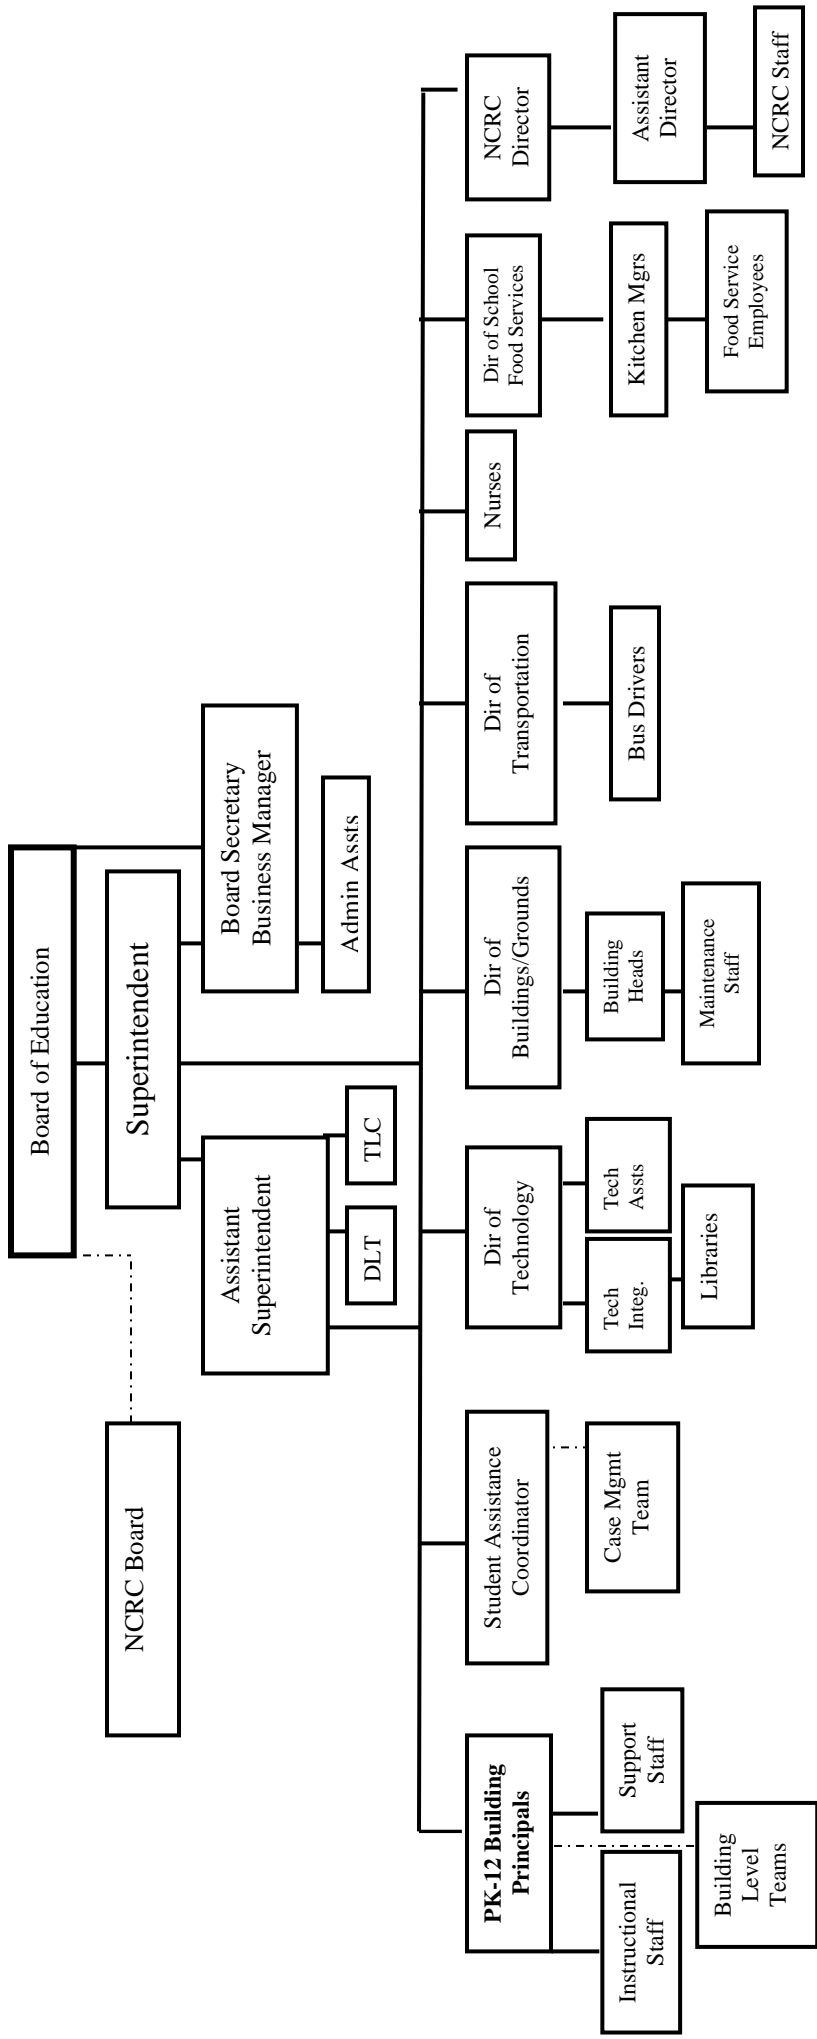 Board of Education
NCRC Board
Superintendent
Assistant
Superintendent
Board Secretary
Business Manager
DLT
TLC
Admin Assts
PK-12 Building
Principals
Student Assistance
Coordinator
Dir of
Technology
Dir of
Buildings/Grounds
Dir of
Transportation
Nurses
Dir of School
Food Services
NCRC
Director
Instructional
Staff
Support
Staff
Building
Level
Teams
Case Mgmt
Team
Tech
Integ.
Tech
Assts
Libraries
Building
Heads
Maintenance
Staff
Bus Drivers
Kitchen Mgrs
Food Service
Employees
Assistant
Director
NCRC Staff